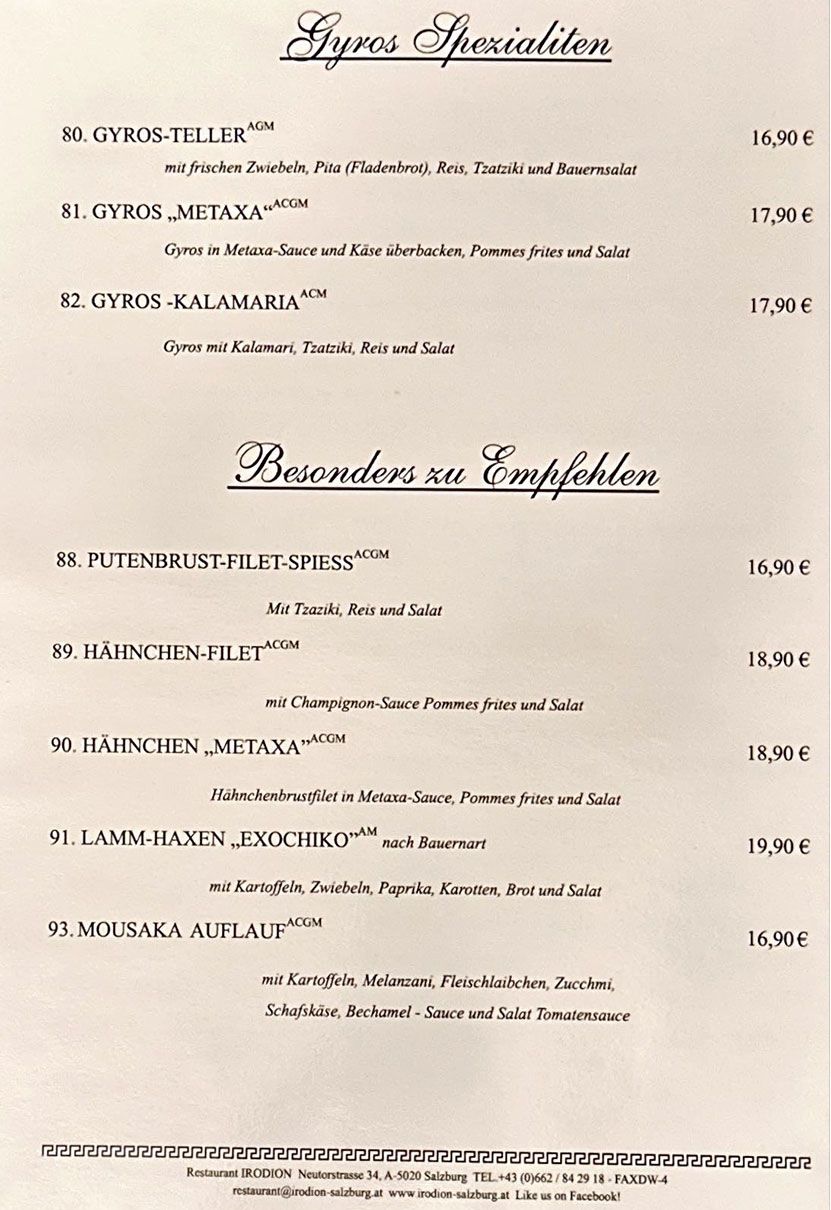 Gyros Spezialiten
80. GYROS-TELLER^AGM 16,90 €
mit frischen Zwiebeln, Pita (Fladenbrot), Reis, Tzatziki und Bauernsalat
81. GYROS „METAXA“^ACGM 17,90 €
Gyros in Metaxa-Sauce und Käse überbacken, Pommes frites und Salat
82. GYROS -KALAMARIA^ACM 17,90 €
Gyros mit Kalamari, Tzatziki, Reis und Salat
Besonders zu Empfehlen
88. PUTENBRUST-FILET-SPIESS^ACGM 16,90 €
Mit Tzaziki, Reis und Salat
89. HÄHNCHEN-FILET^ACGM 18,90 €
mit Champignon-Sauce Pommes frites und Salat
90. HÄHNCHEN „METAXA”^ACGM 18,90 €
Hähnchenbrustfilet in Metaxa-Sauce, Pommes frites und Salat
91. LAMM-HAXEN „EXOCHIKO”^AM nach Bauernart 19,90 €
mit Kartoffeln, Zwiebeln, Paprika, Karotten, Brot und Salat
93. MOUSAKA AUFLAUF^ACGM 16,90 €
mit Kartoffeln, Melanzani, Fleischlaibchen, Zucchmi,
Schafskäse, Bechamel - Sauce und Salat Tomatensauce
Restaurant IRODION Neutorstrasse 34, A-5020 Salzburg TEL.+43 (0)662 / 84 29 18 - FAXDW-4
restaurant@irodion-salzburg.at www.irodion-salzburg.at Like us on Facebook!